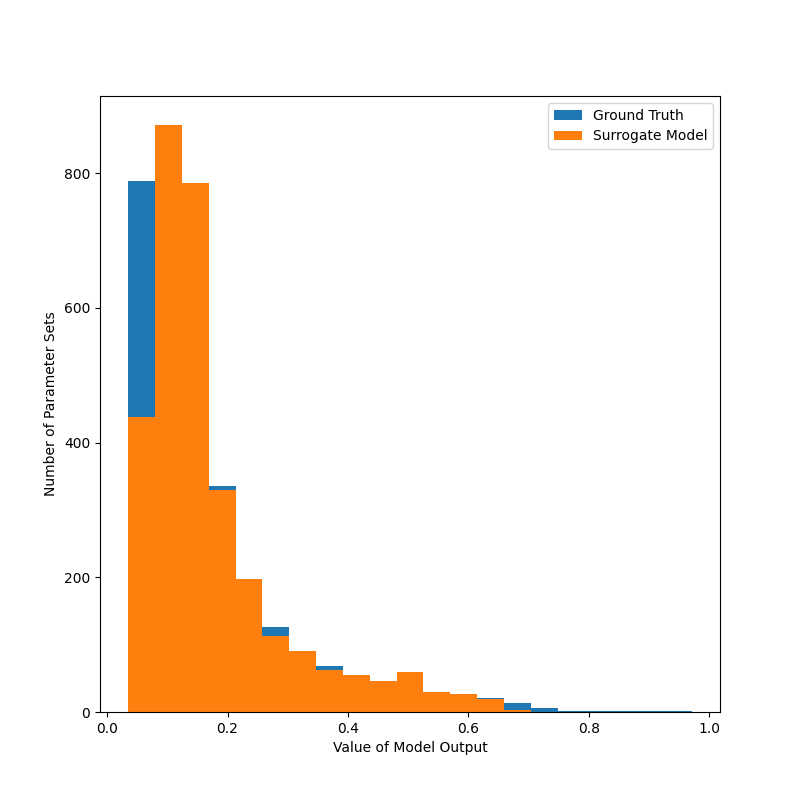 Ground Truth
Surrogate Model
800
600
400
200
0
0.0 0.2 0.4 0.6 0.8 1.0
Number of Parameter Sets
Value of Model Output